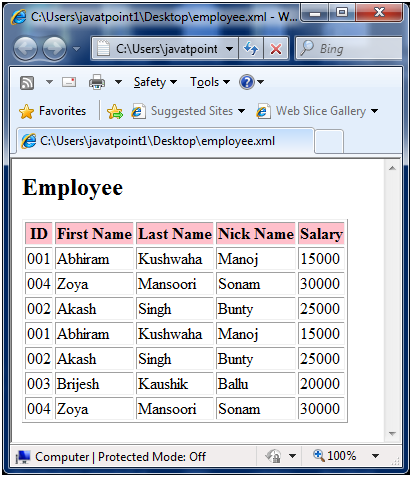 C:\Users\javatpoint1\Desktop\employee.xml - W...
C:\Users\javatpoint
Bing
Safety Tools
Favorites Suggested Sites Web Slice Gallery
C:\Users\javatpoint1\Desktop\employee.xml
Employee
ID First Name Last Name Nick Name Salary
001 Abhiram Kushwaha Manoj 15000
004 Zoya Mansoori Sonam 30000
002 Akash Singh Bunty 25000
001 Abhiram Kushwaha Manoj 15000
002 Akash Singh Bunty 25000
003 Brijesh Kaushik Ballu 20000
004 Zoya Mansoori Sonam 30000
Computer | Protected Mode: Off 100%